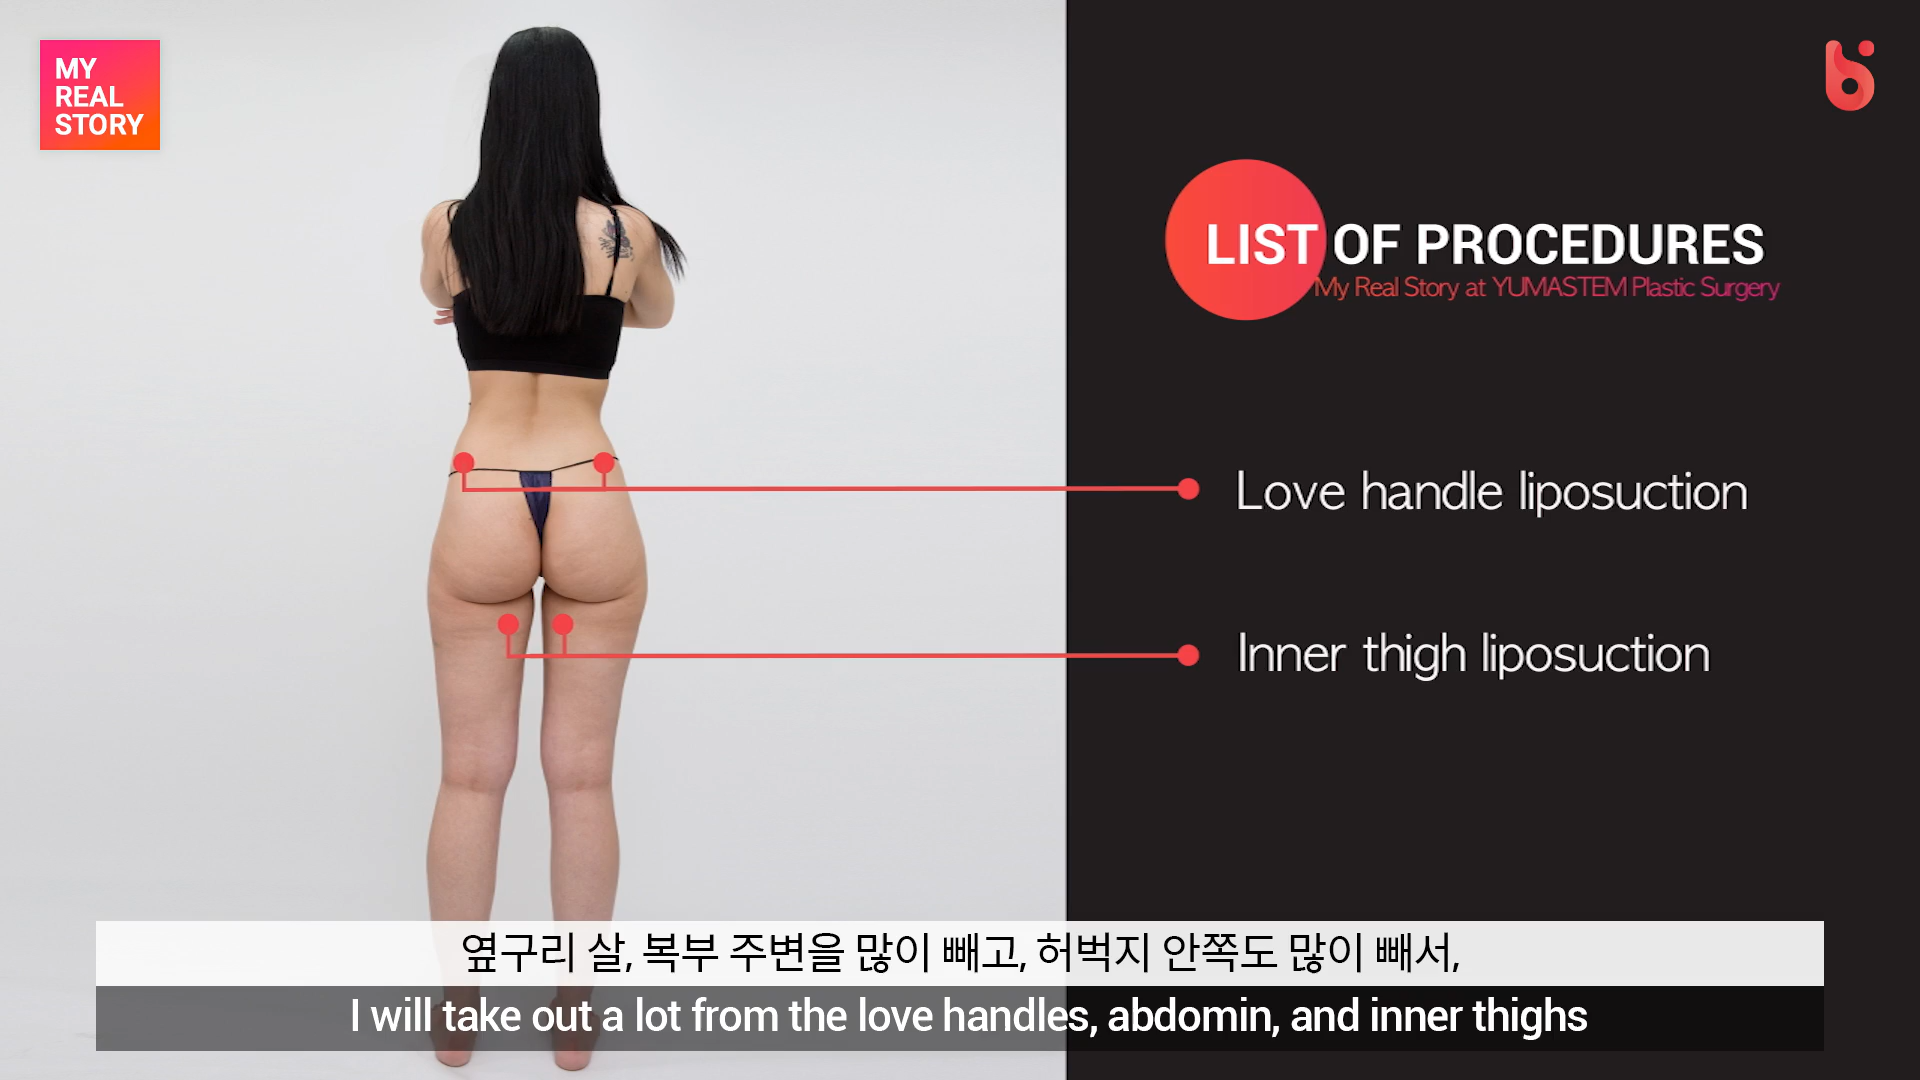 MY
REAL
STORY
LIST OF PROCEDURES
My Real Story at YUMASTEM Plastic Surgery
Love handle liposuction
Inner thigh liposuction
옆구리 살, 복부 주변을 많이 빼고, 허벅지 안쪽도 많이 빼서,
I will take out a lot from the love handles, abdomin, and inner thighs